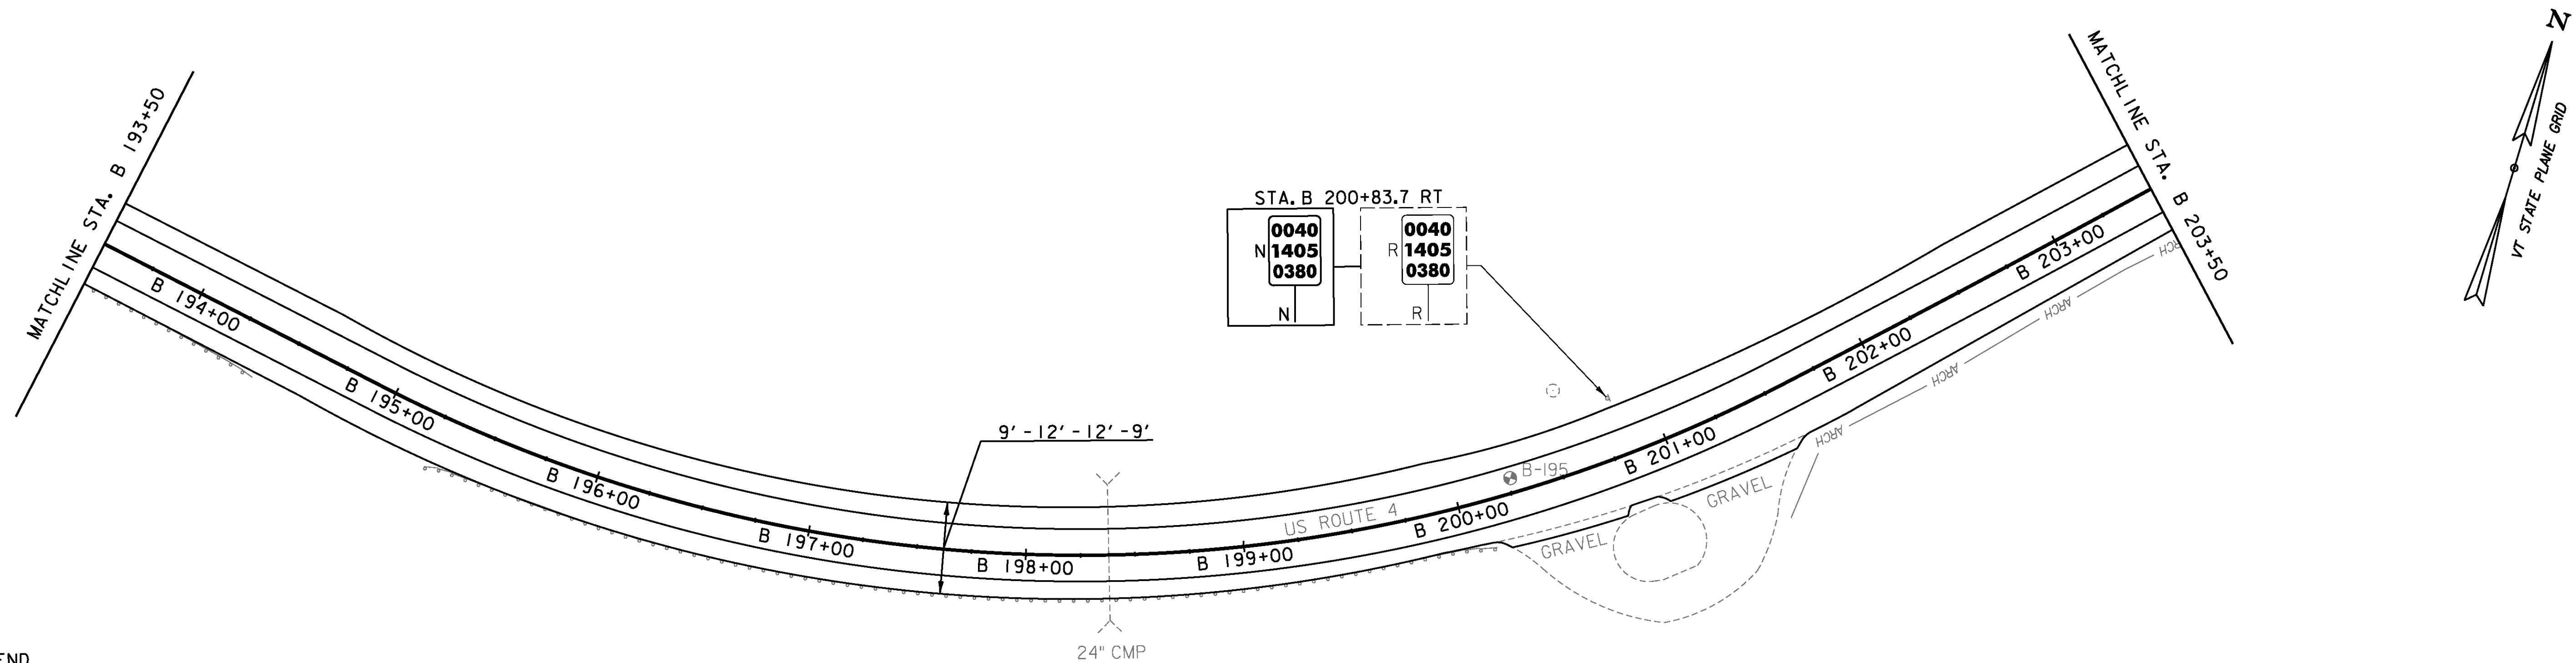 N
VT STATE PLANE GRID
MATCHLINE STA. B 193+50
MATCHLINE STA. B 203+50
STA. B 200+83.7 RT
0040
N 1405
0380
N
0040
R 1405
0380
R
9' - 12' - 12' - 9'
B 194+00
B 195+00
B 196+00
B 197+00
B 198+00
B 199+00
B 200+00
B 201+00
B 202+00
B 203+00
US ROUTE 4
B-195
GRAVEL
GRAVEL
ARCH
ARCH
ARCH
RCH
24" CMP
END